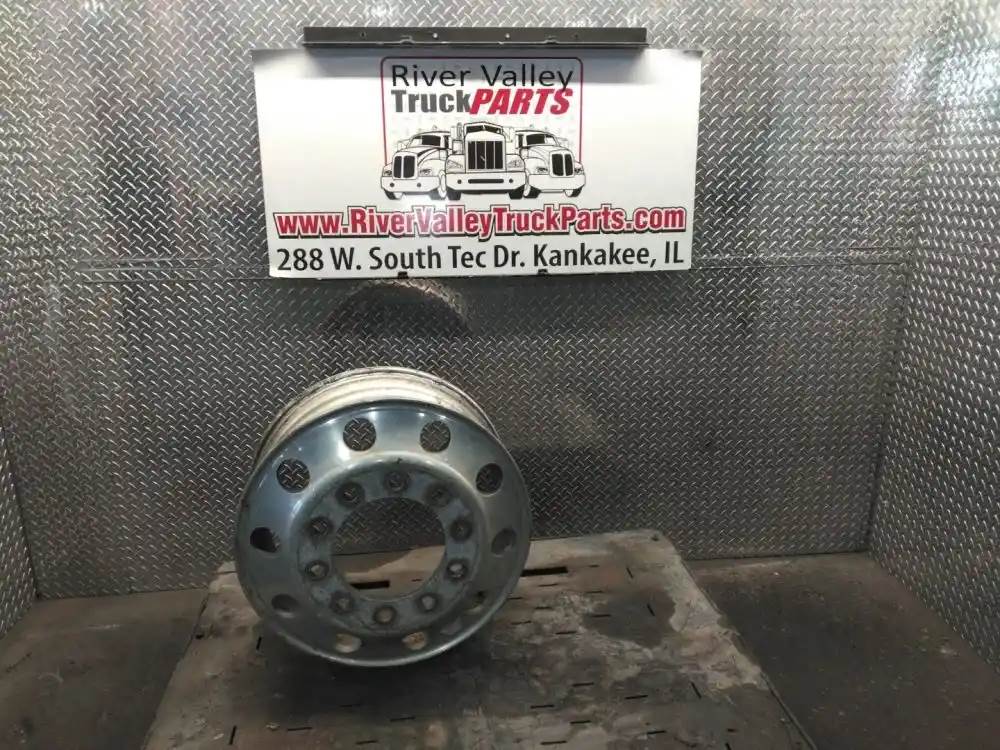 River Valley
TruckPARTS
www.RiverValleyTruckParts.com
288 W. South Tec Dr. Kankakee, IL